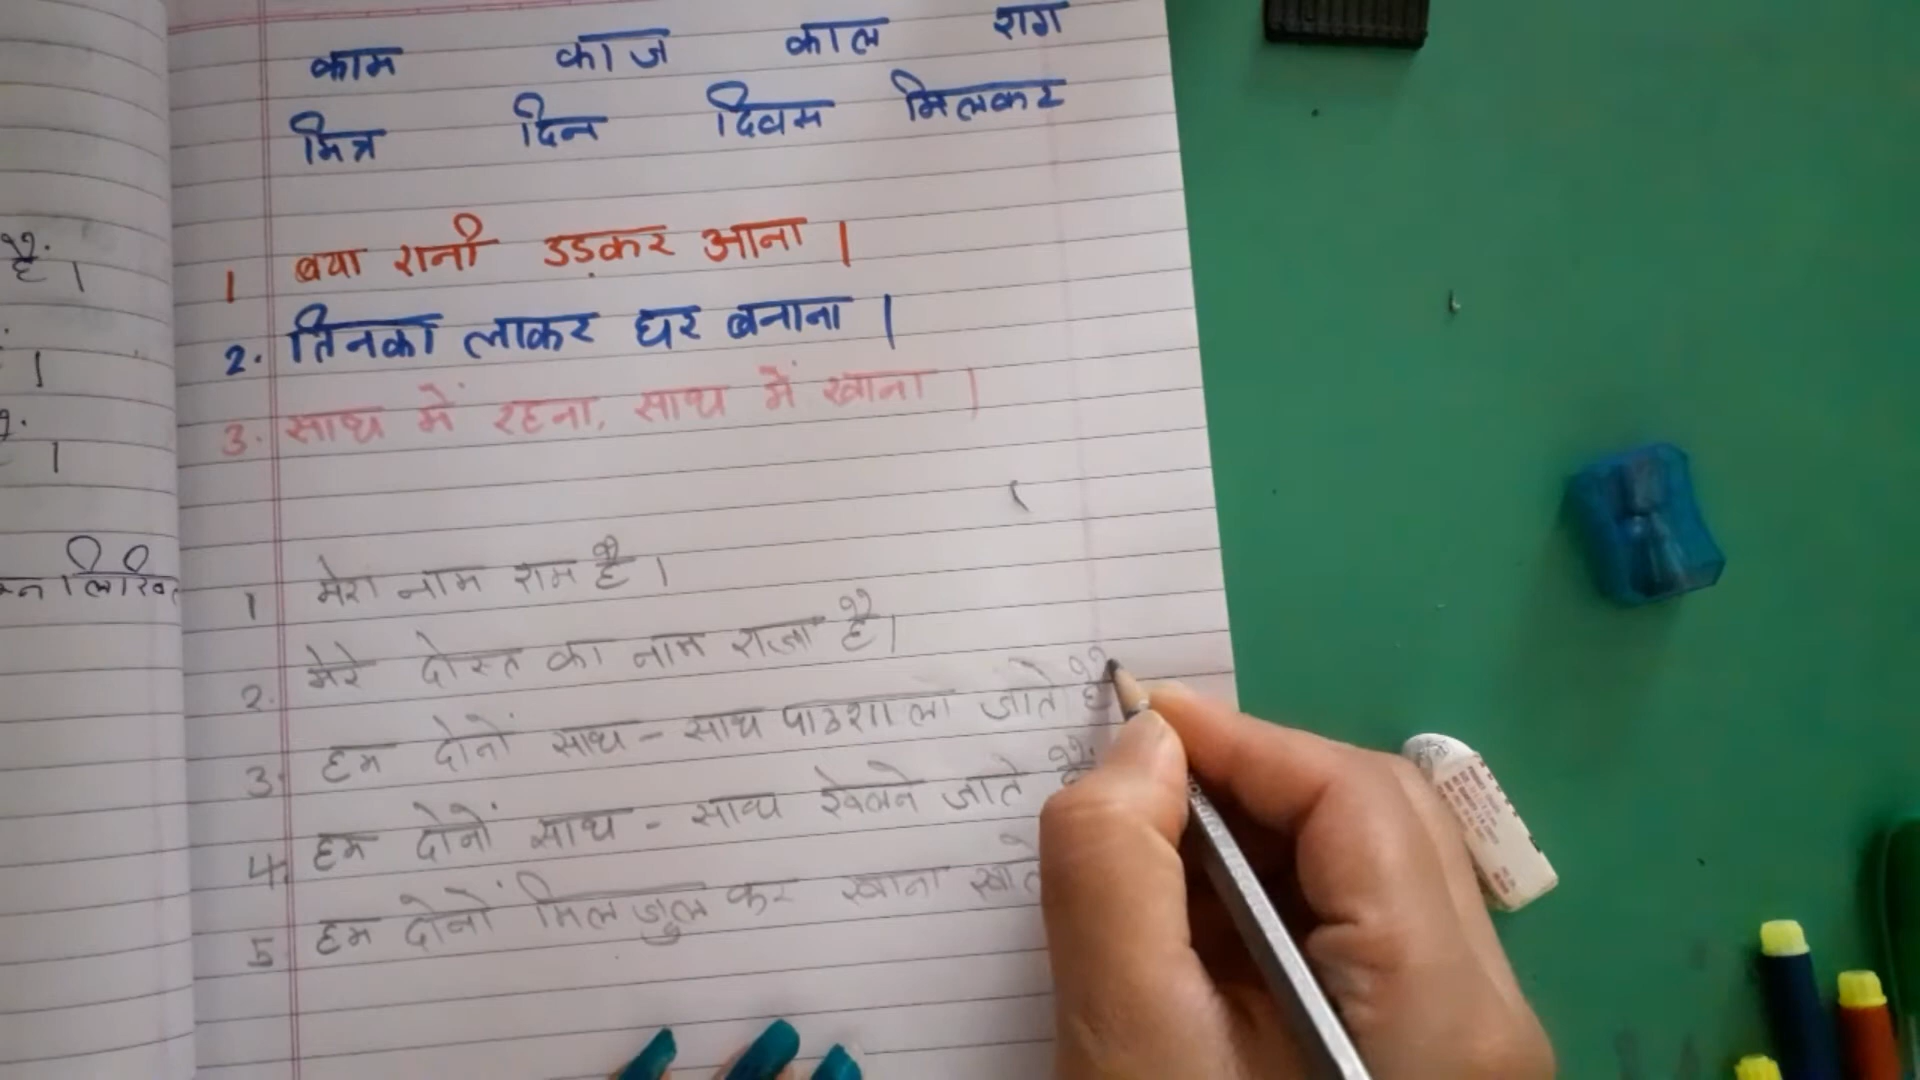 काम काज काल राग
मित्र दिन दिवस मिलकर
1 बया रानी उड़कर आना ।
2. तिनका लाकर घर बनाना ।
3. साथ में रहना, साथ में खाना ।
1 मेरा नाम राम है ।
2. मेरे दोस्त का नाम राजा है ।
3. हम दोनों साथ - साथ पाठशाला जाते है
4. हम दोनों साथ - साथ खेलने जाते हैं
5 हम दोनों मिलजुल कर खाना खाते